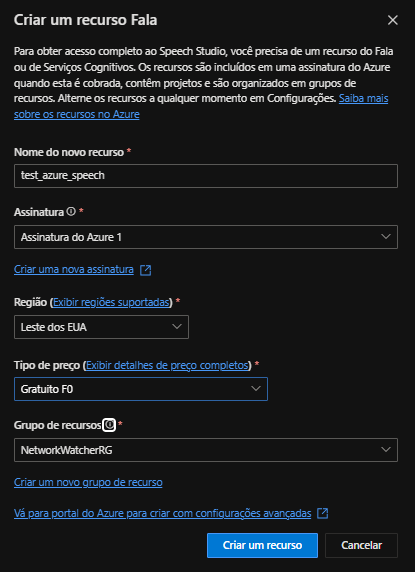 Criar um recurso Fala
Para obter acesso completo ao Speech Studio, você precisa de um recurso do Fala
ou de Serviços Cognitivos. Os recursos são incluídos em uma assinatura do Azure
quando esta é cobrada, contêm projetos e são organizados em grupos de
recursos. Alterne os recursos a qualquer momento em Configurações. Saiba mais
sobre os recursos no Azure
Nome do novo recurso *
test_azure_speech
Assinatura *
Assinatura do Azure 1
Criar uma nova assinatura
Região (Exibir regiões suportadas) *
Leste dos EUA
Tipo de preço (Exibir detalhes de preço completos) *
Gratuito F0
Grupo de recursos *
NetworkWatcherRG
Criar um novo grupo de recurso
Vá para portal do Azure para criar com configurações avançadas
Criar um recurso Cancelar